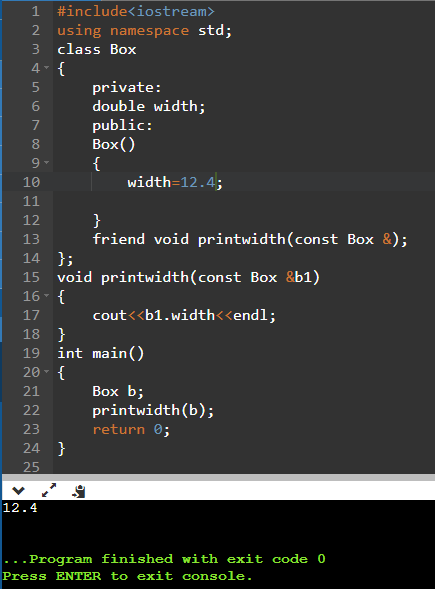 1 #include<iostream>
2 using namespace std;
3 class Box
4 {
5 private:
6 double width;
7 public:
8 Box()
9 {
10 width=12.4;
11
12 }
13 friend void printwidth(const Box &);
14 };
15 void printwidth(const Box &b1)
16 {
17 cout<<b1.width<<endl;
18 }
19 int main()
20 {
21 Box b;
22 printwidth(b);
23 return 0;
24 }
25
12.4
...Program finished with exit code 0
Press ENTER to exit console.